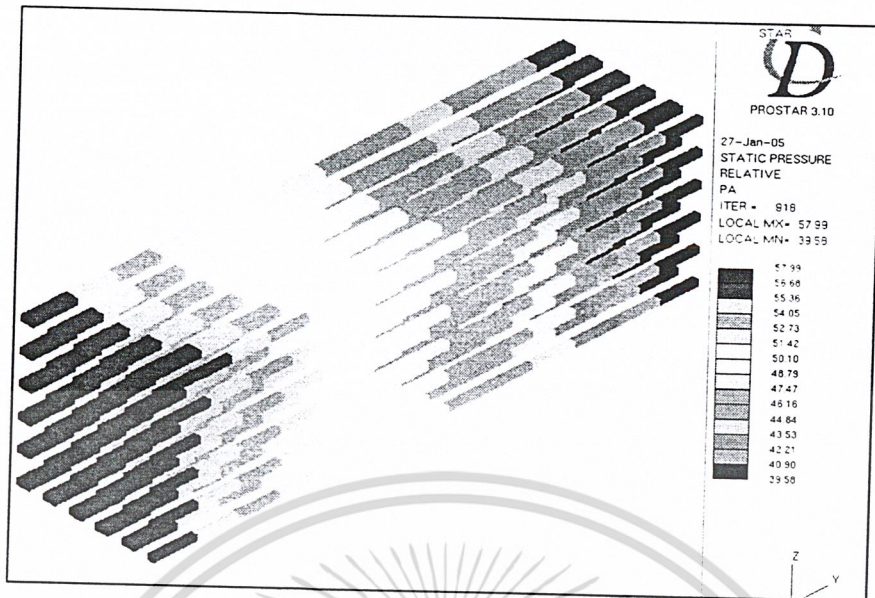 STAR
CD
PROSTAR 3.10
27-Jan-05
STATIC PRESSURE
RELATIVE
PA
ITER = 918
LOCAL MX= 57.99
LOCAL MN= 39.58
57.99
56.68
55.36
54.05
52.73
51.42
50.10
48.79
47.47
46.16
44.84
43.53
42.21
40.90
39.58
Z
Y